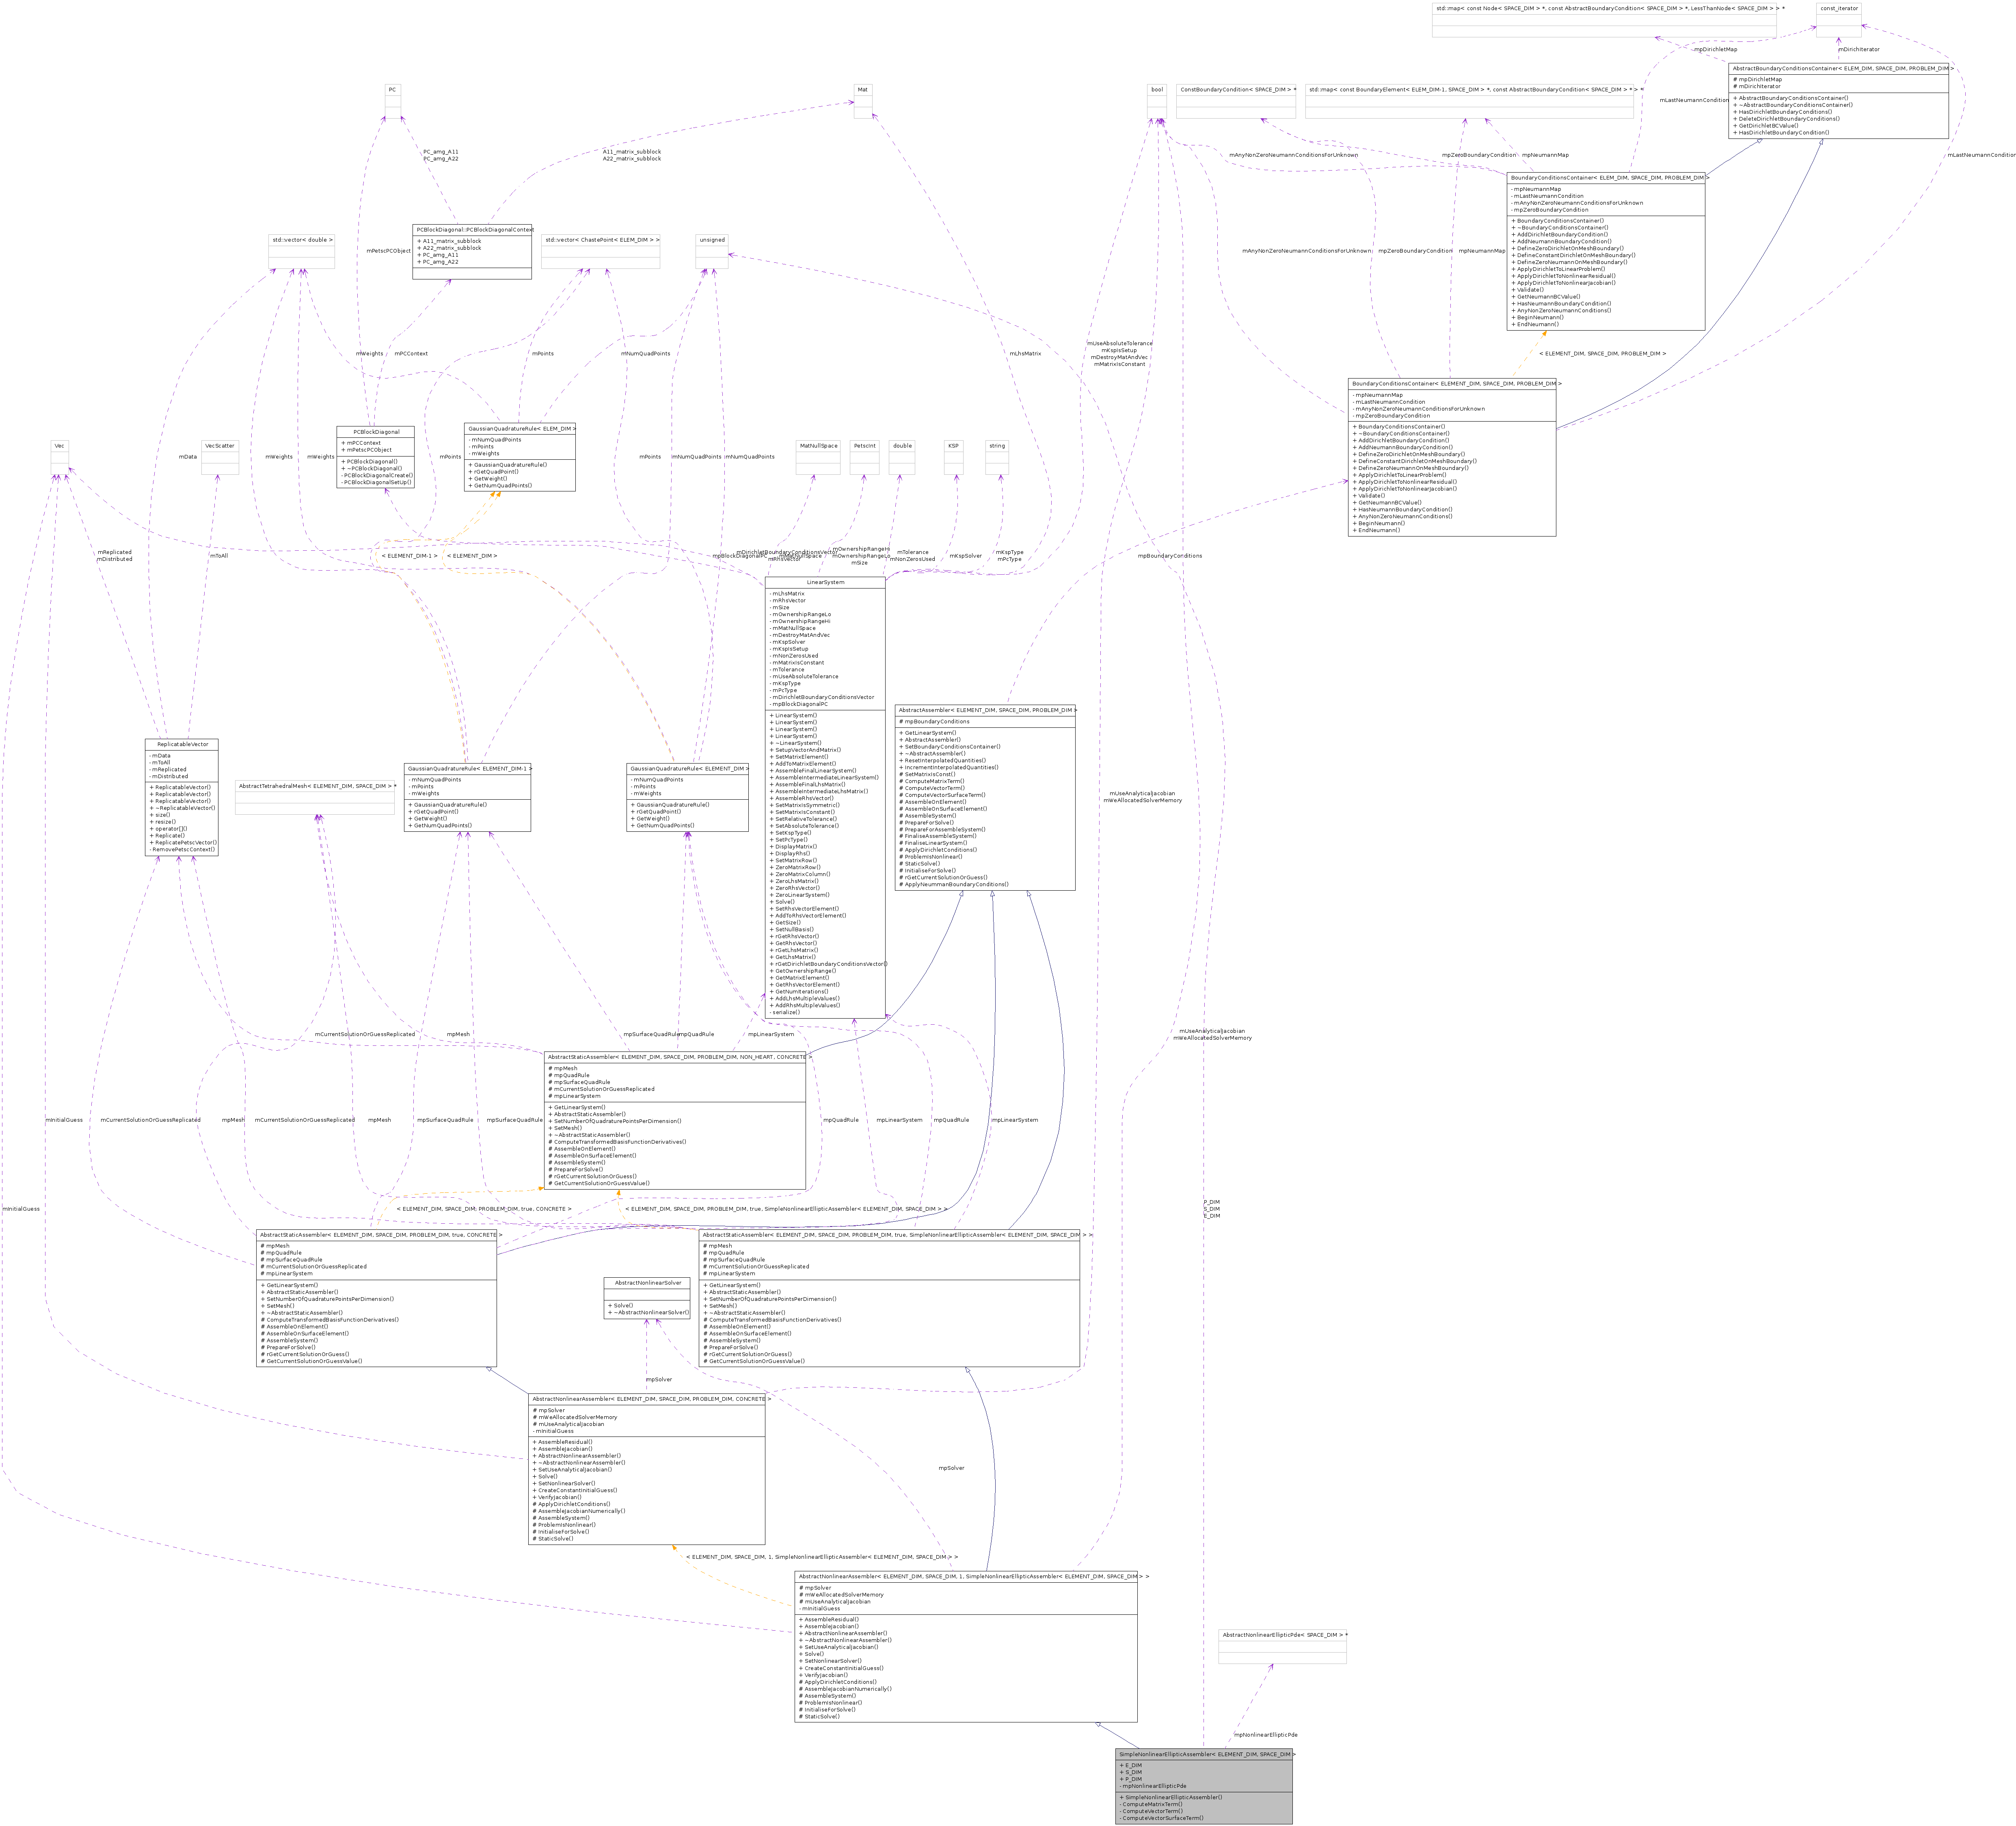 std::map< const Node< SPACE_DIM > *, const AbstractBoundaryCondition< SPACE_DIM > *, LessThanNode< SPACE_DIM > > *
const_iterator
mpDirichletMap
mDirichIterator
AbstractBoundaryConditionsContainer< ELEM_DIM, SPACE_DIM, PROBLEM_DIM >
# mpDirichletMap
# mDirichIterator
+ AbstractBoundaryConditionsContainer()
+ ~AbstractBoundaryConditionsContainer()
+ HasDirichletBoundaryConditions()
+ DeleteDirichletBoundaryConditions()
+ GetDirichletBCValue()
+ HasDirichletBoundaryCondition()
PC
Mat
bool
ConstBoundaryCondition< SPACE_DIM > *
std::map< const BoundaryElement< ELEM_DIM-1, SPACE_DIM > *, const AbstractBoundaryCondition< SPACE_DIM > * > *
mLastNeumannCondition
PC_amg_A11
PC_amg_A22
A11_matrix_subblock
A22_matrix_subblock
mAnyNonZeroNeumannConditionsForUnknown
mpZeroBoundaryCondition
mpNeumannMap
mLastNeumannCondition
BoundaryConditionsContainer< ELEM_DIM, SPACE_DIM, PROBLEM_DIM >
- mpNeumannMap
- mLastNeumannCondition
- mAnyNonZeroNeumannConditionsForUnknown
- mpZeroBoundaryCondition
+ BoundaryConditionsContainer()
+ ~BoundaryConditionsContainer()
+ AddDirichletBoundaryCondition()
+ AddNeumannBoundaryCondition()
+ DefineZeroDirichletOnMeshBoundary()
+ DefineConstantDirichletOnMeshBoundary()
+ DefineZeroNeumannOnMeshBoundary()
+ ApplyDirichletToLinearProblem()
+ ApplyDirichletToNonlinearResidual()
+ ApplyDirichletToNonlinearJacobian()
+ Validate()
+ GetNeumannBCValue()
+ HasNeumannBoundaryCondition()
+ AnyNonZeroNeumannConditions()
+ BeginNeumann()
+ EndNeumann()
std::vector< double >
mPetscPCObject
PCBlockDiagonal::PCBlockDiagonalContext
+ A11_matrix_subblock
+ A22_matrix_subblock
+ PC_amg_A11
+ PC_amg_A22
std::vector< ChastePoint< ELEM_DIM > >
unsigned
mAnyNonZeroNeumannConditionsForUnknown
mpZeroBoundaryCondition
mpNeumannMap
mWeights
mPCContext
mPoints
mNumQuadPoints
mLhsMatrix
mUseAbsoluteTolerance
mKspIsSetup
mDestroyMatAndVec
mMatrixIsConstant
< ELEMENT_DIM, SPACE_DIM, PROBLEM_DIM >
BoundaryConditionsContainer< ELEMENT_DIM, SPACE_DIM, PROBLEM_DIM >
- mpNeumannMap
- mLastNeumannCondition
- mAnyNonZeroNeumannConditionsForUnknown
- mpZeroBoundaryCondition
+ BoundaryConditionsContainer()
+ ~BoundaryConditionsContainer()
+ AddDirichletBoundaryCondition()
+ AddNeumannBoundaryCondition()
+ DefineZeroDirichletOnMeshBoundary()
+ DefineConstantDirichletOnMeshBoundary()
+ DefineZeroNeumannOnMeshBoundary()
+ ApplyDirichletToLinearProblem()
+ ApplyDirichletToNonlinearResidual()
+ ApplyDirichletToNonlinearJacobian()
+ Validate()
+ GetNeumannBCValue()
+ HasNeumannBoundaryCondition()
+ AnyNonZeroNeumannConditions()
+ BeginNeumann()
+ EndNeumann()
Vec
VecScatter
PCBlockDiagonal
+ mPCContext
+ mPetscPCObject
+ PCBlockDiagonal()
+ ~PCBlockDiagonal()
- PCBlockDiagonalCreate()
- PCBlockDiagonalSetUp()
GaussianQuadratureRule< ELEM_DIM >
- mNumQuadPoints
- mPoints
- mWeights
+ GaussianQuadratureRule()
+ rGetQuadPoint()
+ GetWeight()
+ GetNumQuadPoints()
MatNullSpace
PetscInt
double
KSP
string
mData
mWeights
mWeights
mPoints
mPoints
mNumQuadPoints
mNumQuadPoints
mReplicated
mDistributed
mToAll
< ELEMENT_DIM-1 >
< ELEMENT_DIM >
mpBlockDiagonalPC
mDirichletBoundaryConditionsVector
mRhsVector
mMatNullSpace
mOwnershipRangeHi
mOwnershipRangeLo
mSize
mTolerance
mNonZerosUsed
mKspSolver
mKspType
mPcType
mpBoundaryConditions
LinearSystem
- mLhsMatrix
- mRhsVector
- mSize
- mOwnershipRangeLo
- mOwnershipRangeHi
- mMatNullSpace
- mDestroyMatAndVec
- mKspSolver
- mKspIsSetup
- mNonZerosUsed
- mMatrixIsConstant
- mTolerance
- mUseAbsoluteTolerance
- mKspType
- mPcType
- mDirichletBoundaryConditionsVector
- mpBlockDiagonalPC
+ LinearSystem()
+ LinearSystem()
+ LinearSystem()
+ LinearSystem()
+ ~LinearSystem()
+ SetupVectorAndMatrix()
+ SetMatrixElement()
+ AddToMatrixElement()
+ AssembleFinalLinearSystem()
+ AssembleIntermediateLinearSystem()
+ AssembleFinalLhsMatrix()
+ AssembleIntermediateLhsMatrix()
+ AssembleRhsVector()
+ SetMatrixIsSymmetric()
+ SetMatrixIsConstant()
+ SetRelativeTolerance()
+ SetAbsoluteTolerance()
+ SetKspType()
+ SetPcType()
+ DisplayMatrix()
+ DisplayRhs()
+ SetMatrixRow()
+ ZeroMatrixRow()
+ ZeroMatrixColumn()
+ ZeroLhsMatrix()
+ ZeroRhsVector()
+ ZeroLinearSystem()
+ Solve()
+ SetRhsVectorElement()
+ AddToRhsVectorElement()
+ GetSize()
+ SetNullBasis()
+ rGetRhsVector()
+ GetRhsVector()
+ rGetLhsMatrix()
+ GetLhsMatrix()
+ rGetDirichletBoundaryConditionsVector()
+ GetOwnershipRange()
+ GetMatrixElement()
+ GetRhsVectorElement()
+ GetNumIterations()
+ AddLhsMultipleValues()
+ AddRhsMultipleValues()
- serialize()
AbstractAssembler< ELEMENT_DIM, SPACE_DIM, PROBLEM_DIM >
# mpBoundaryConditions
+ GetLinearSystem()
+ AbstractAssembler()
+ SetBoundaryConditionsContainer()
+ ~AbstractAssembler()
+ ResetInterpolatedQuantities()
+ IncrementInterpolatedQuantities()
# SetMatrixIsConst()
# ComputeMatrixTerm()
# ComputeVectorTerm()
# ComputeVectorSurfaceTerm()
# AssembleOnElement()
# AssembleOnSurfaceElement()
# AssembleSystem()
# PrepareForSolve()
# PrepareForAssembleSystem()
# FinaliseAssembleSystem()
# FinaliseLinearSystem()
# ApplyDirichletConditions()
# ProblemIsNonlinear()
# StaticSolve()
# InitialiseForSolve()
# rGetCurrentSolutionOrGuess()
# ApplyNeummanBoundaryConditions()
ReplicatableVector
- mData
- mToAll
- mReplicated
- mDistributed
+ ReplicatableVector()
+ ReplicatableVector()
+ ReplicatableVector()
+ ~ReplicatableVector()
+ size()
+ resize()
+ operator[]()
+ Replicate()
+ ReplicatePetscVector()
- RemovePetscContext()
AbstractTetrahedralMesh< ELEMENT_DIM, SPACE_DIM > *
GaussianQuadratureRule< ELEMENT_DIM-1 >
- mNumQuadPoints
- mPoints
- mWeights
+ GaussianQuadratureRule()
+ rGetQuadPoint()
+ GetWeight()
+ GetNumQuadPoints()
GaussianQuadratureRule< ELEMENT_DIM >
- mNumQuadPoints
- mPoints
- mWeights
+ GaussianQuadratureRule()
+ rGetQuadPoint()
+ GetWeight()
+ GetNumQuadPoints()
mUseAnalyticalJacobian
mWeAllocatedSolverMemory
mUseAnalyticalJacobian
mWeAllocatedSolverMemory
mCurrentSolutionOrGuessReplicated
mpMesh
mpSurfaceQuadRule
mpQuadRule
mpLinearSystem
AbstractStaticAssembler< ELEMENT_DIM, SPACE_DIM, PROBLEM_DIM, NON_HEART, CONCRETE >
# mpMesh
# mpQuadRule
# mpSurfaceQuadRule
# mCurrentSolutionOrGuessReplicated
# mpLinearSystem
+ GetLinearSystem()
+ AbstractStaticAssembler()
+ SetNumberOfQuadraturePointsPerDimension()
+ SetMesh()
+ ~AbstractStaticAssembler()
# ComputeTransformedBasisFunctionDerivatives()
# AssembleOnElement()
# AssembleOnSurfaceElement()
# AssembleSystem()
# PrepareForSolve()
# rGetCurrentSolutionOrGuess()
# GetCurrentSolutionOrGuessValue()
mInitialGuess
mCurrentSolutionOrGuessReplicated
mpMesh
mCurrentSolutionOrGuessReplicated
mpMesh
mpSurfaceQuadRule
mpSurfaceQuadRule
mpQuadRule
mpLinearSystem
mpQuadRule
mpLinearSystem
mInitialGuess
< ELEMENT_DIM, SPACE_DIM, PROBLEM_DIM, true, CONCRETE >
< ELEMENT_DIM, SPACE_DIM, PROBLEM_DIM, true, SimpleNonlinearEllipticAssembler< ELEMENT_DIM, SPACE_DIM > >
P_DIM
S_DIM
E_DIM
AbstractStaticAssembler< ELEMENT_DIM, SPACE_DIM, PROBLEM_DIM, true, CONCRETE >
# mpMesh
# mpQuadRule
# mpSurfaceQuadRule
# mCurrentSolutionOrGuessReplicated
# mpLinearSystem
+ GetLinearSystem()
+ AbstractStaticAssembler()
+ SetNumberOfQuadraturePointsPerDimension()
+ SetMesh()
+ ~AbstractStaticAssembler()
# ComputeTransformedBasisFunctionDerivatives()
# AssembleOnElement()
# AssembleOnSurfaceElement()
# AssembleSystem()
# PrepareForSolve()
# rGetCurrentSolutionOrGuess()
# GetCurrentSolutionOrGuessValue()
AbstractNonlinearSolver
+ Solve()
+ ~AbstractNonlinearSolver()
AbstractStaticAssembler< ELEMENT_DIM, SPACE_DIM, PROBLEM_DIM, true, SimpleNonlinearEllipticAssembler< ELEMENT_DIM, SPACE_DIM > >
# mpMesh
# mpQuadRule
# mpSurfaceQuadRule
# mCurrentSolutionOrGuessReplicated
# mpLinearSystem
+ GetLinearSystem()
+ AbstractStaticAssembler()
+ SetNumberOfQuadraturePointsPerDimension()
+ SetMesh()
+ ~AbstractStaticAssembler()
# ComputeTransformedBasisFunctionDerivatives()
# AssembleOnElement()
# AssembleOnSurfaceElement()
# AssembleSystem()
# PrepareForSolve()
# rGetCurrentSolutionOrGuess()
# GetCurrentSolutionOrGuessValue()
mpSolver
AbstractNonlinearAssembler< ELEMENT_DIM, SPACE_DIM, PROBLEM_DIM, CONCRETE >
# mpSolver
# mWeAllocatedSolverMemory
# mUseAnalyticalJacobian
- mInitialGuess
+ AssembleResidual()
+ AssembleJacobian()
+ AbstractNonlinearAssembler()
+ ~AbstractNonlinearAssembler()
+ SetUseAnalyticalJacobian()
+ Solve()
+ SetNonlinearSolver()
+ CreateConstantInitialGuess()
+ VerifyJacobian()
# ApplyDirichletConditions()
# AssembleJacobianNumerically()
# AssembleSystem()
# ProblemIsNonlinear()
# InitialiseForSolve()
# StaticSolve()
mpSolver
< ELEMENT_DIM, SPACE_DIM, 1, SimpleNonlinearEllipticAssembler< ELEMENT_DIM, SPACE_DIM > >
AbstractNonlinearAssembler< ELEMENT_DIM, SPACE_DIM, 1, SimpleNonlinearEllipticAssembler< ELEMENT_DIM, SPACE_DIM > >
# mpSolver
# mWeAllocatedSolverMemory
# mUseAnalyticalJacobian
- mInitialGuess
+ AssembleResidual()
+ AssembleJacobian()
+ AbstractNonlinearAssembler()
+ ~AbstractNonlinearAssembler()
+ SetUseAnalyticalJacobian()
+ Solve()
+ SetNonlinearSolver()
+ CreateConstantInitialGuess()
+ VerifyJacobian()
# ApplyDirichletConditions()
# AssembleJacobianNumerically()
# AssembleSystem()
# ProblemIsNonlinear()
# InitialiseForSolve()
# StaticSolve()
AbstractNonlinearEllipticPde< SPACE_DIM > *
mpNonlinearEllipticPde
SimpleNonlinearEllipticAssembler< ELEMENT_DIM, SPACE_DIM >
+ E_DIM
+ S_DIM
+ P_DIM
- mpNonlinearEllipticPde
+ SimpleNonlinearEllipticAssembler()
- ComputeMatrixTerm()
- ComputeVectorTerm()
- ComputeVectorSurfaceTerm()